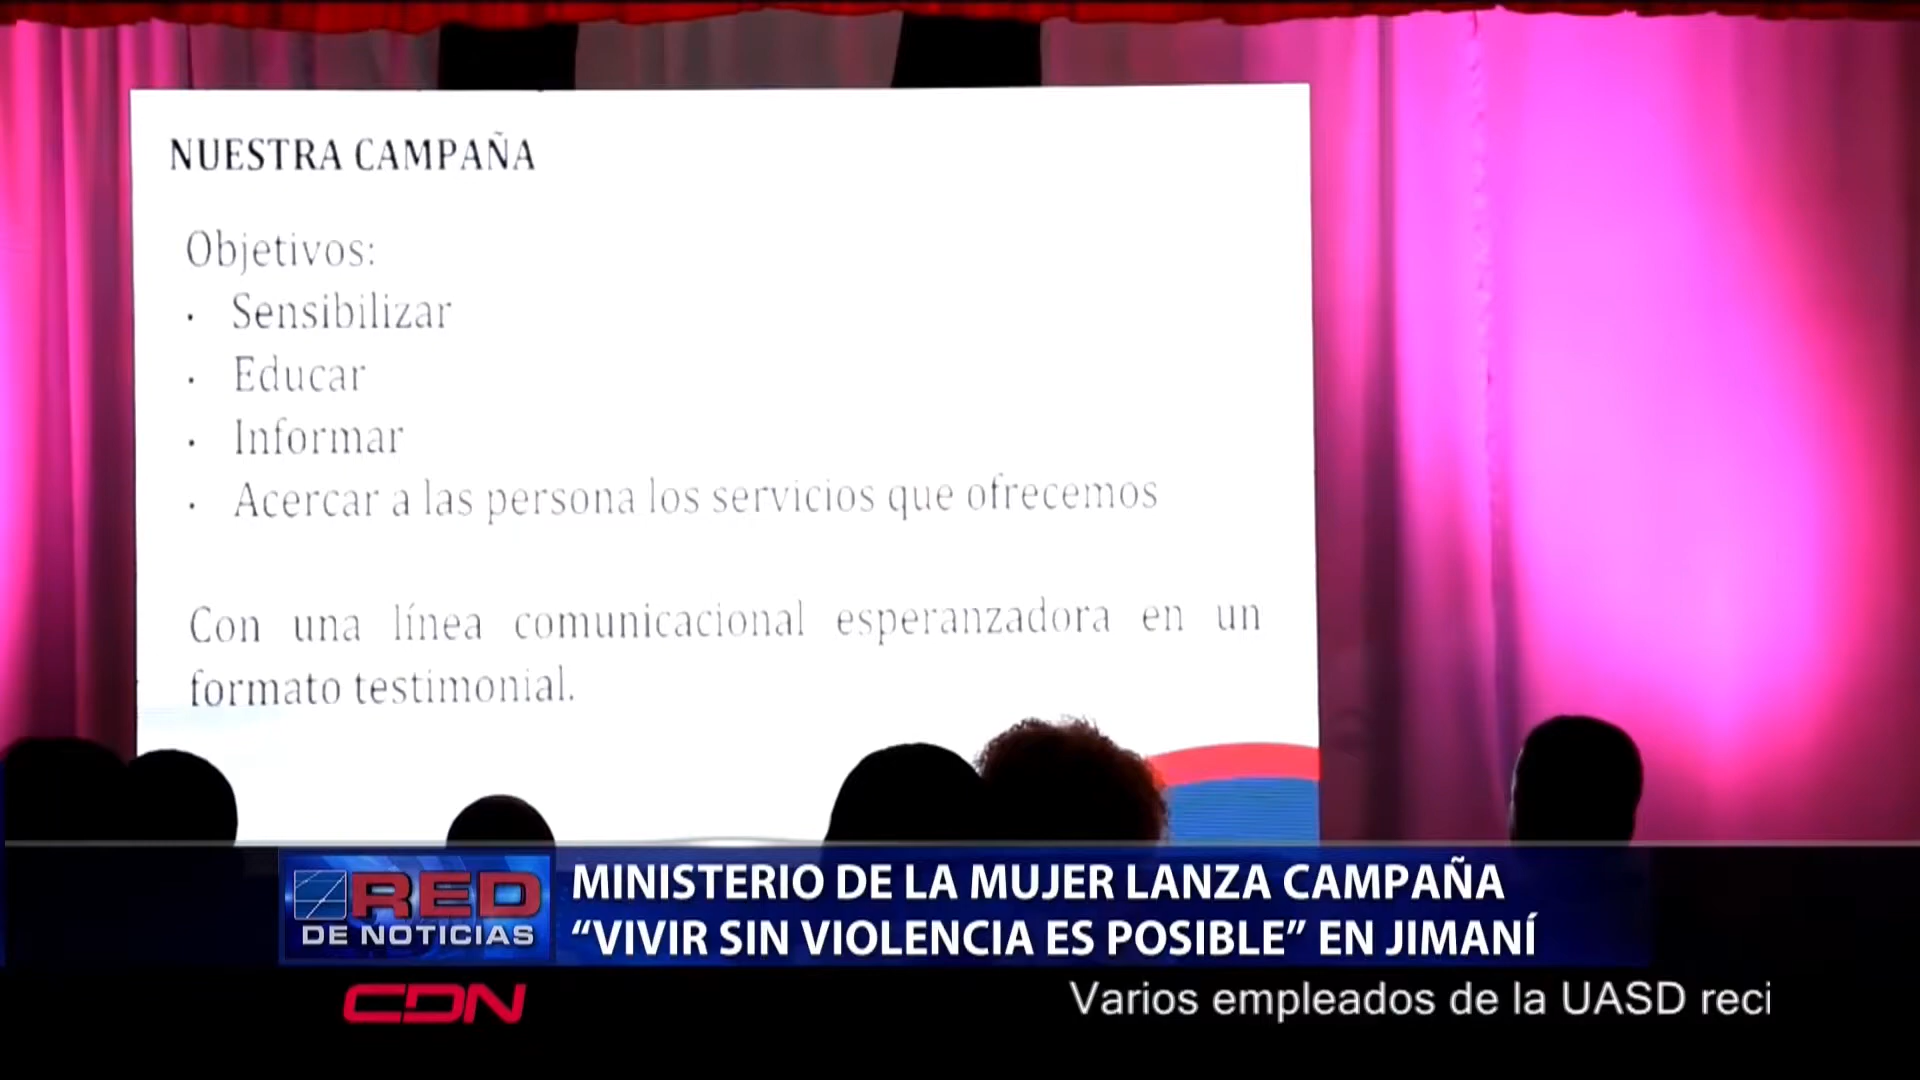 NUESTRA CAMPAÑA
Objetivos:
· Sensibilizar
· Educar
· Informar
· Acercar a las persona los servicios que ofrecemos
Con una línea comunicacional esperanzadora en un
formato testimonial.
RED
DE NOTICIAS
MINISTERIO DE LA MUJER LANZA CAMPAÑA
“VIVIR SIN VIOLENCIA ES POSIBLE” EN JIMANÍ
CDN
Varios empleados de la UASD reci